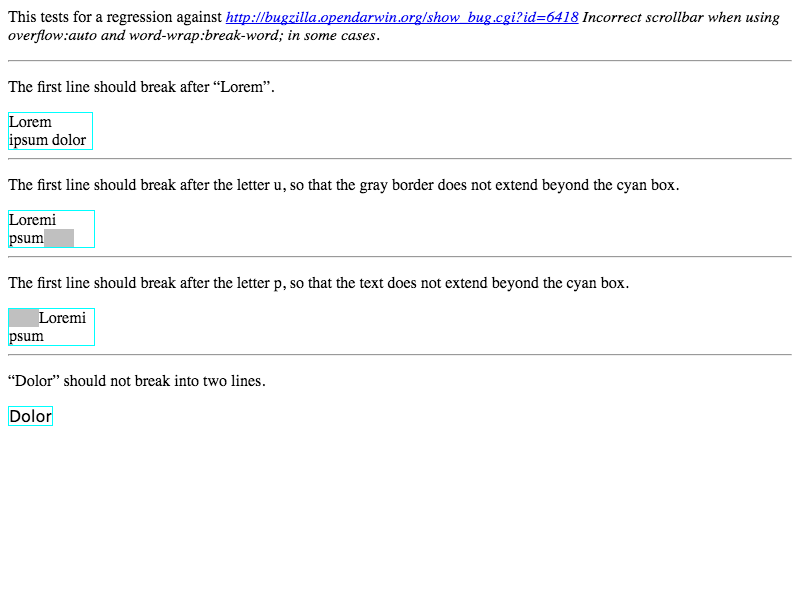 This tests for a regression against http://bugzilla.opendarwin.org/show_bug.cgi?id=6418 Incorrect scrollbar when using
overflow:auto and word-wrap:break-word; in some cases.
The first line should break after “Lorem”.
Lorem
ipsum dolor
The first line should break after the letter u, so that the gray border does not extend beyond the cyan box.
Loremi
psum
The first line should break after the letter p, so that the text does not extend beyond the cyan box.
Loremi
psum
“Dolor” should not break into two lines.
Dolor